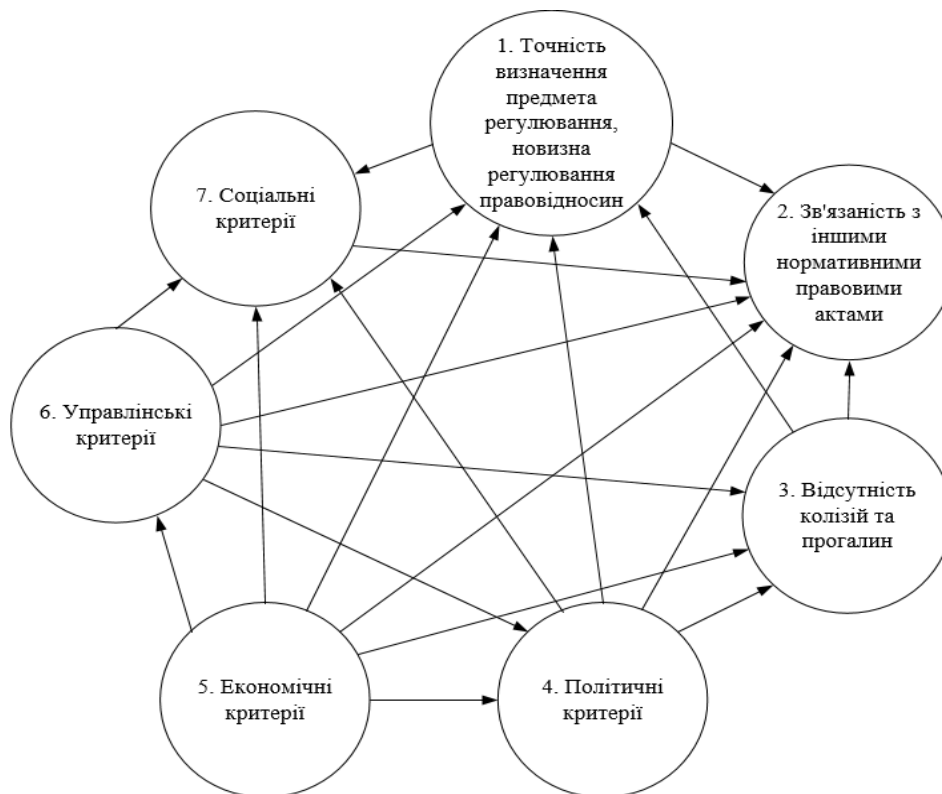 1. Точність
визначення
предмета
регулювання,
новизна
регулювання
правовідносин
2. Зв'язаність з
іншими
нормативними
правовими
актами
3. Відсутність
колізій та
прогалин
4. Політичні
критерії
5. Економічні
критерії
6. Управлінські
критерії
7. Соціальні
критерії